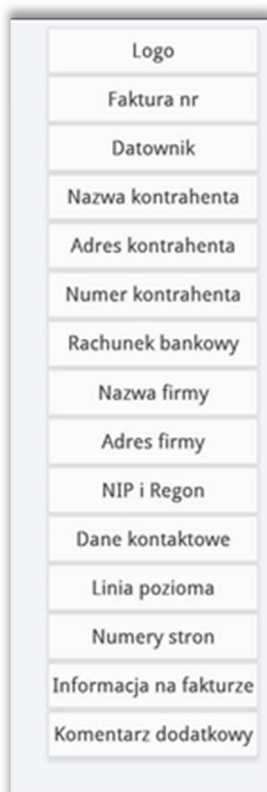 Logo
Faktura nr
Datownik
Nazwa kontrahenta
Adres kontrahenta
Numer kontrahenta
Rachunek bankowy
Nazwa firmy
Adres firmy
NIP i Regon
Dane kontaktowe
Linia pozioma
Numery stron
Informacja na fakturze
Komentarz dodatkowy